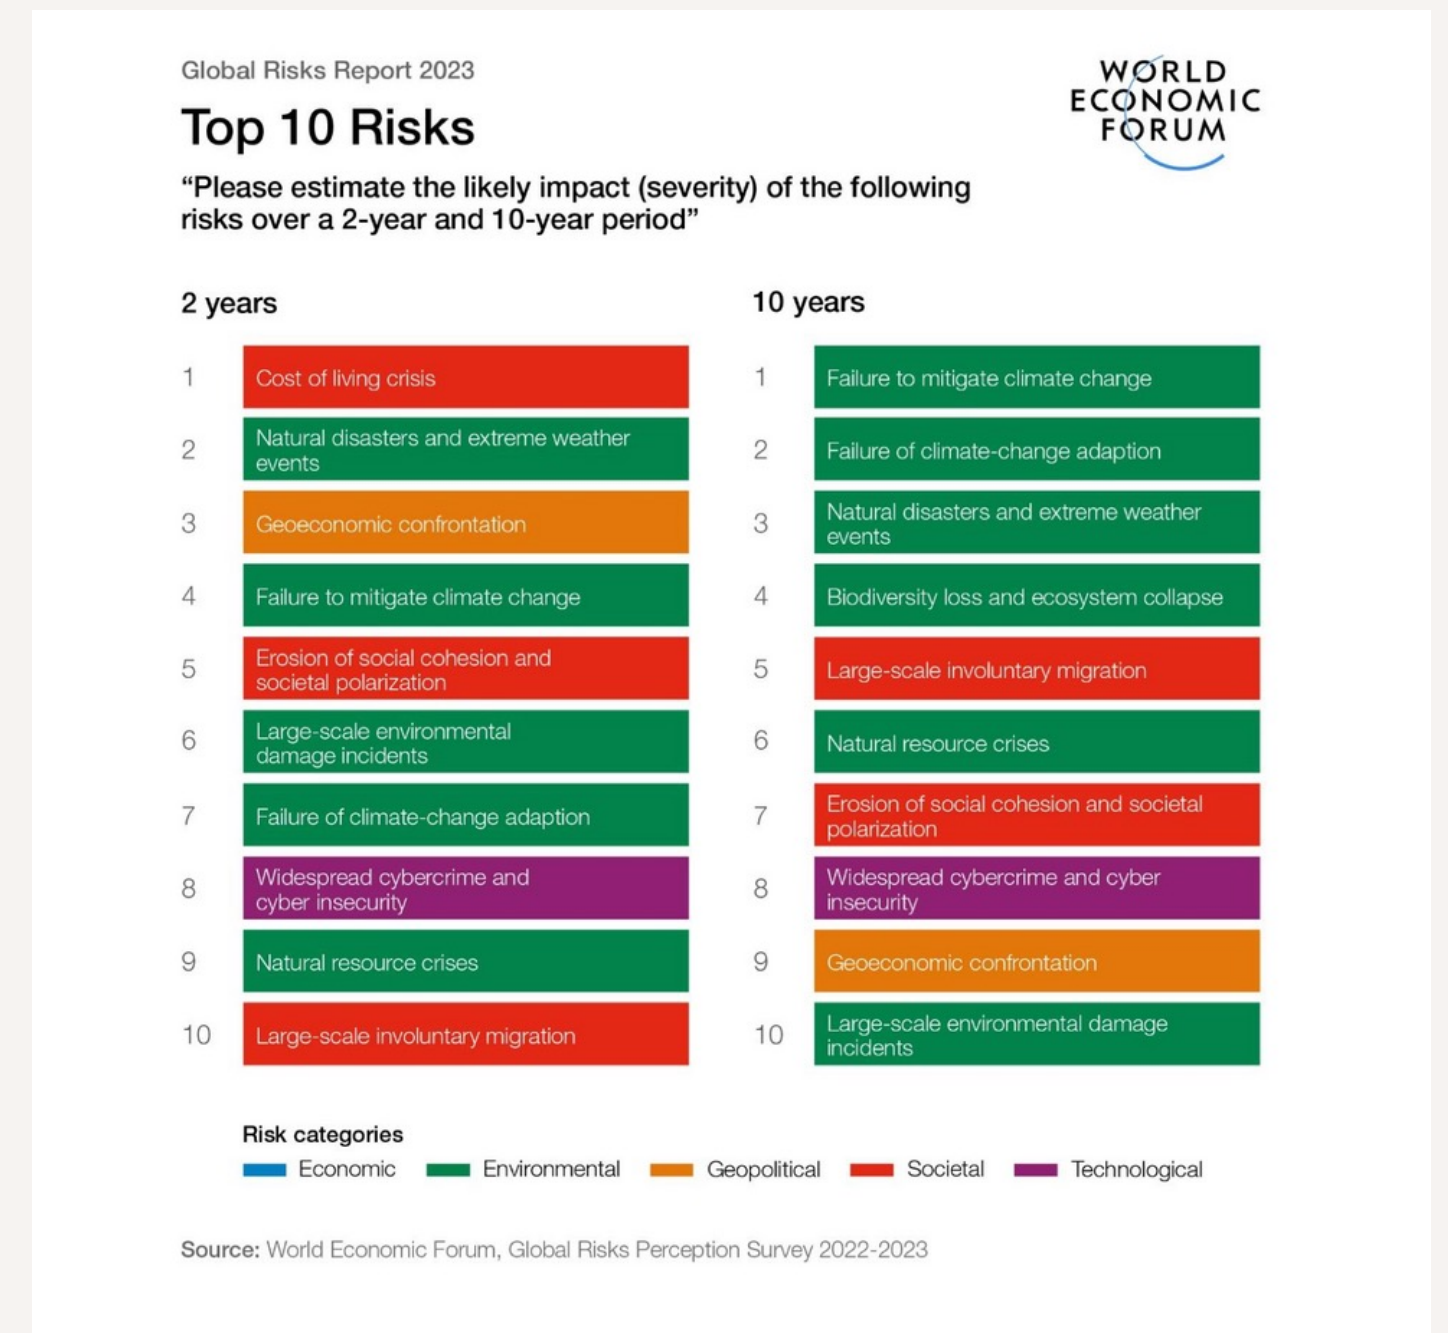 Global Risks Report 2023
Top 10 Risks
“Please estimate the likely impact (severity) of the following
risks over a 2-year and 10-year period”
WORLD
ECONOMIC
FORUM
2 years
1 Cost of living crisis
2 Natural disasters and extreme weather
events
3 Geoeconomic confrontation
4 Failure to mitigate climate change
5 Erosion of social cohesion and
societal polarization
6 Large-scale environmental
damage incidents
7 Failure of climate-change adaption
8 Widespread cybercrime and
cyber insecurity
9 Natural resource crises
10 Large-scale involuntary migration
10 years
1 Failure to mitigate climate change
2 Failure of climate-change adaption
3 Natural disasters and extreme weather
events
4 Biodiversity loss and ecosystem collapse
5 Large-scale involuntary migration
6 Natural resource crises
7 Erosion of social cohesion and societal
polarization
8 Widespread cybercrime and cyber
insecurity
9 Geoeconomic confrontation
10 Large-scale environmental damage
incidents
Risk categories
Economic Environmental Geopolitical Societal Technological
Source: World Economic Forum, Global Risks Perception Survey 2022-2023